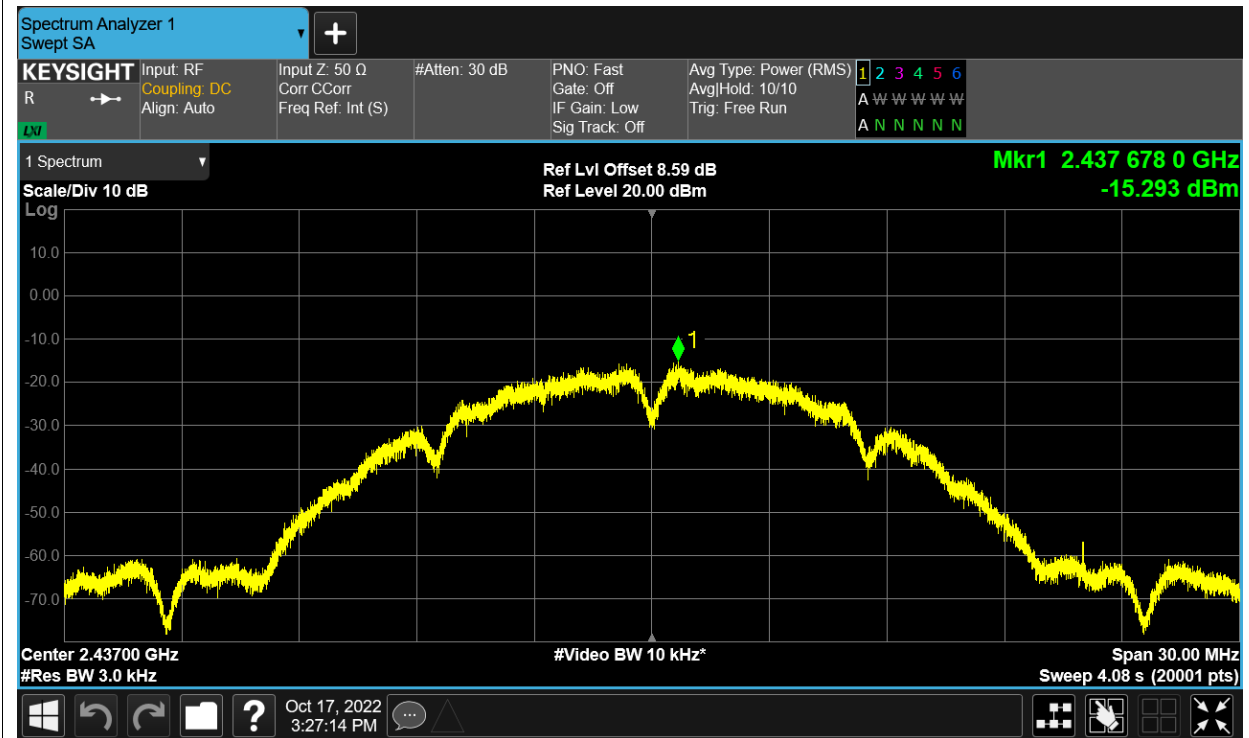 Spectrum Analyzer 1
Swept SA
KEYSIGHT
R
LXI
Input: RF
Coupling: DC
Align: Auto
Input Z: 50 Ω
Corr CCorr
Freq Ref: Int (S)
#Atten: 30 dB
PNO: Fast
Gate: Off
IF Gain: Low
Sig Track: Off
Avg Type: Power (RMS)
Avg|Hold: 10/10
Trig: Free Run
1 2 3 4 5 6
A W W W W W
A N N N N N
1 Spectrum
Scale/Div 10 dB
Ref Lvl Offset 8.59 dB
Ref Level 20.00 dBm
Mkr1 2.437 678 0 GHz
-15.293 dBm
Log
10.0
0.00
-10.0
-20.0
-30.0
-40.0
-50.0
-60.0
-70.0
1
Center 2.43700 GHz
#Res BW 3.0 kHz
#Video BW 10 kHz*
Span 30.00 MHz
Sweep 4.08 s (20001 pts)
?
Oct 17, 2022
3:27:14 PM